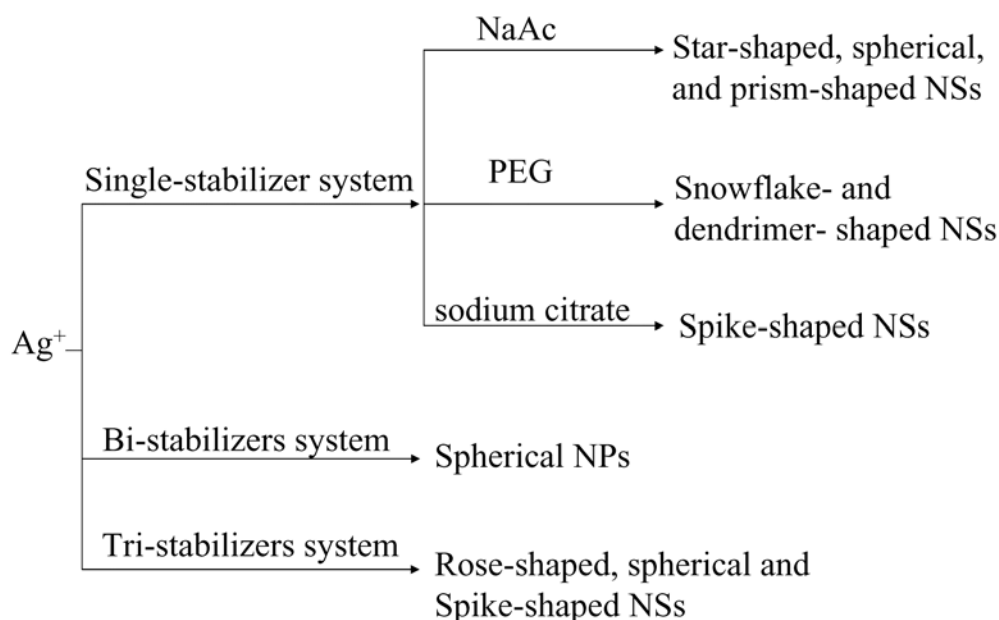 NaAc
Star-shaped, spherical,
and prism-shaped NSs
Single-stabilizer system
PEG
Snowflake- and
dendrimer- shaped NSs
sodium citrate
Spike-shaped NSs
Ag⁺
Bi-stabilizers system
Spherical NPs
Tri-stabilizers system
Rose-shaped, spherical and
Spike-shaped NSs